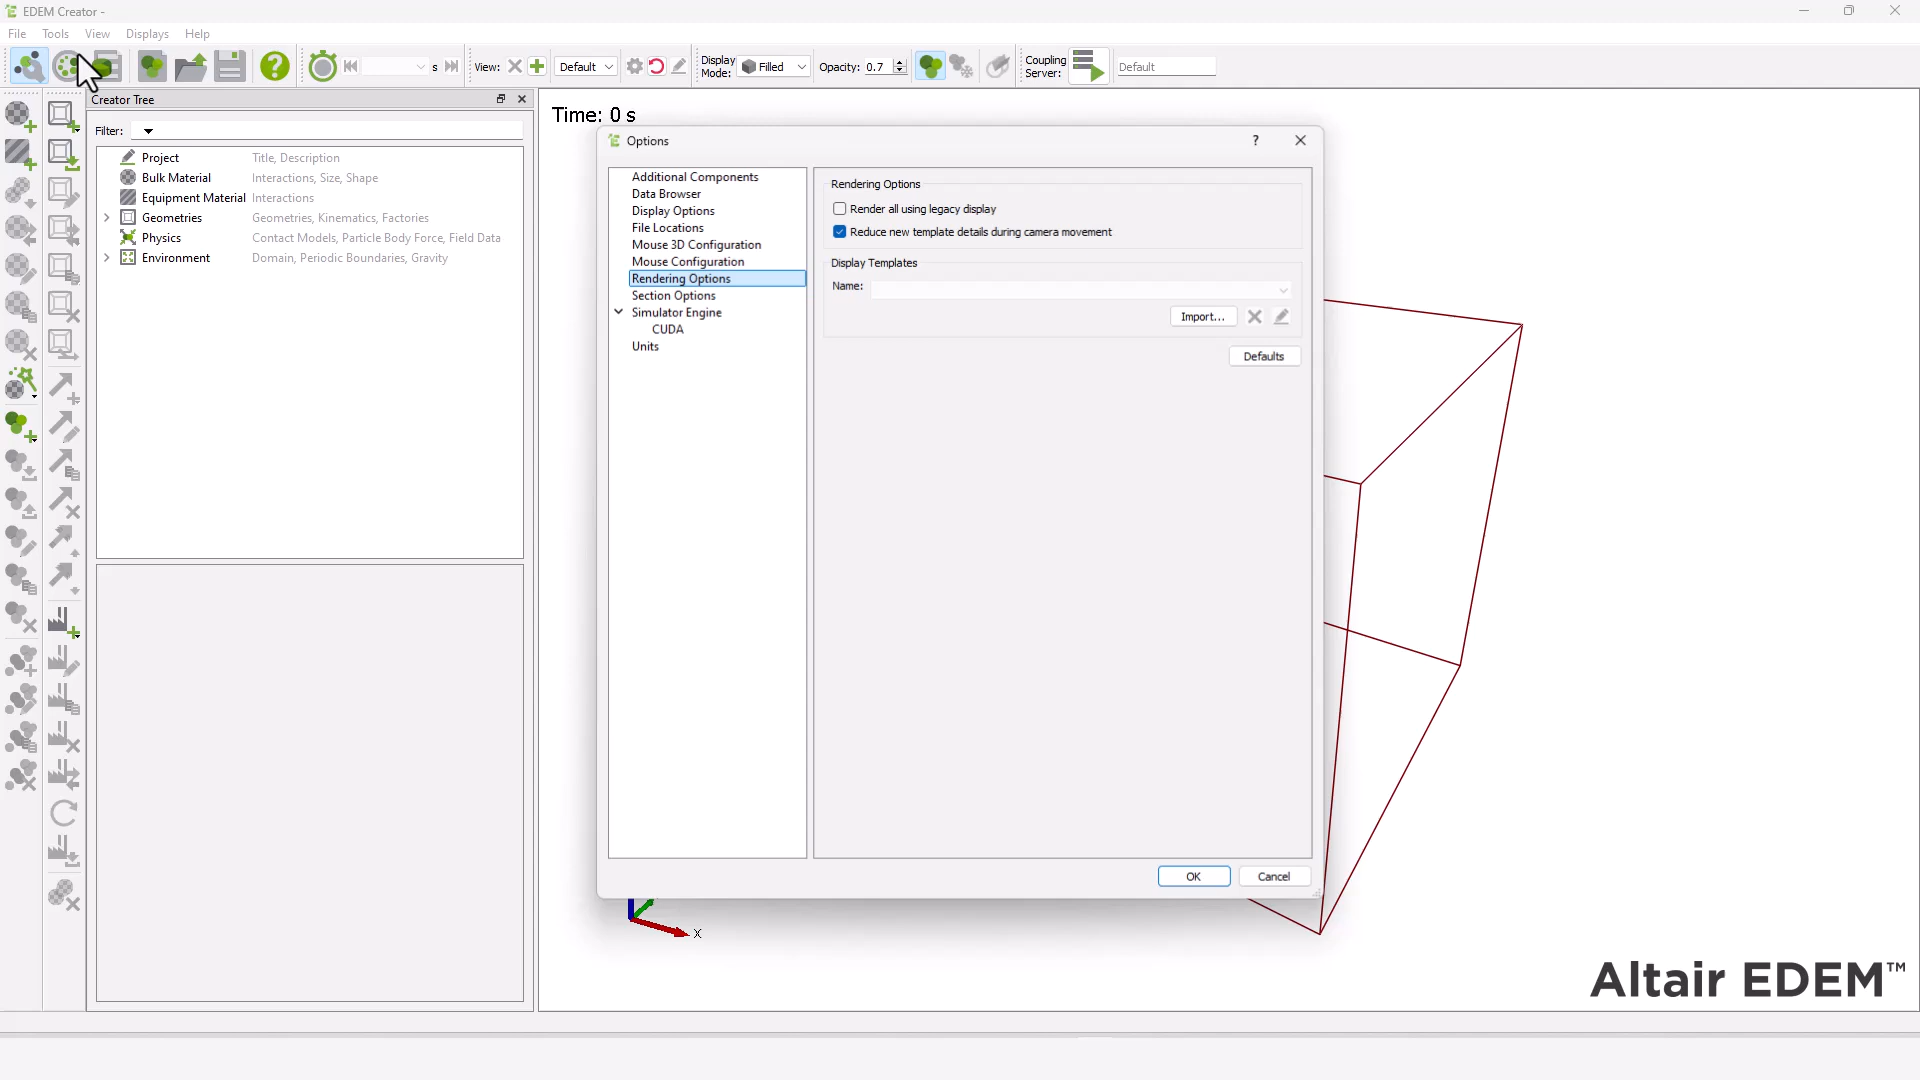 EDEM Creator -
File Tools View Displays Help
s View: Default Display Mode: Filled Opacity: 0.7 Coupling Server: Default
Creator Tree
Filter:
Project Title, Description
Bulk Material Interactions, Size, Shape
Equipment Material Interactions
Geometries Geometries, Kinematics, Factories
Physics Contact Models, Particle Body Force, Field Data
Environment Domain, Periodic Boundaries, Gravity
Time: 0 s
Options
?
Additional Components
Data Browser
Display Options
File Locations
Mouse 3D Configuration
Mouse Configuration
Rendering Options
Section Options
Simulator Engine
CUDA
Units
Rendering Options
Render all using legacy display
Reduce new template details during camera movement
Display Templates
Name:
Import...
Defaults
OK Cancel
X
Altair EDEM™